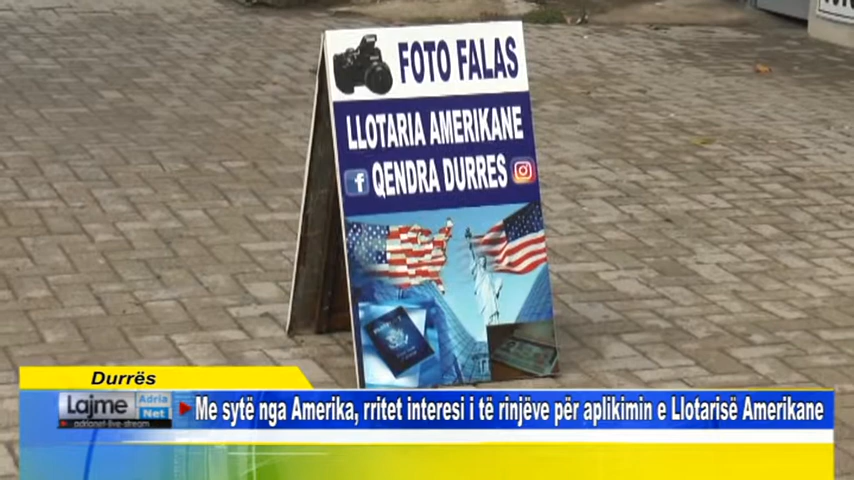 FOTO FALAS
LLOTARIA AMERIKANE
QENDRA DURRES
Durrës
Lajme Adria Net
adrianet-live-stream
Me sytë nga Amerika, rritet interesi i të rinjëve për aplikimin e Llotarisë Amerikane